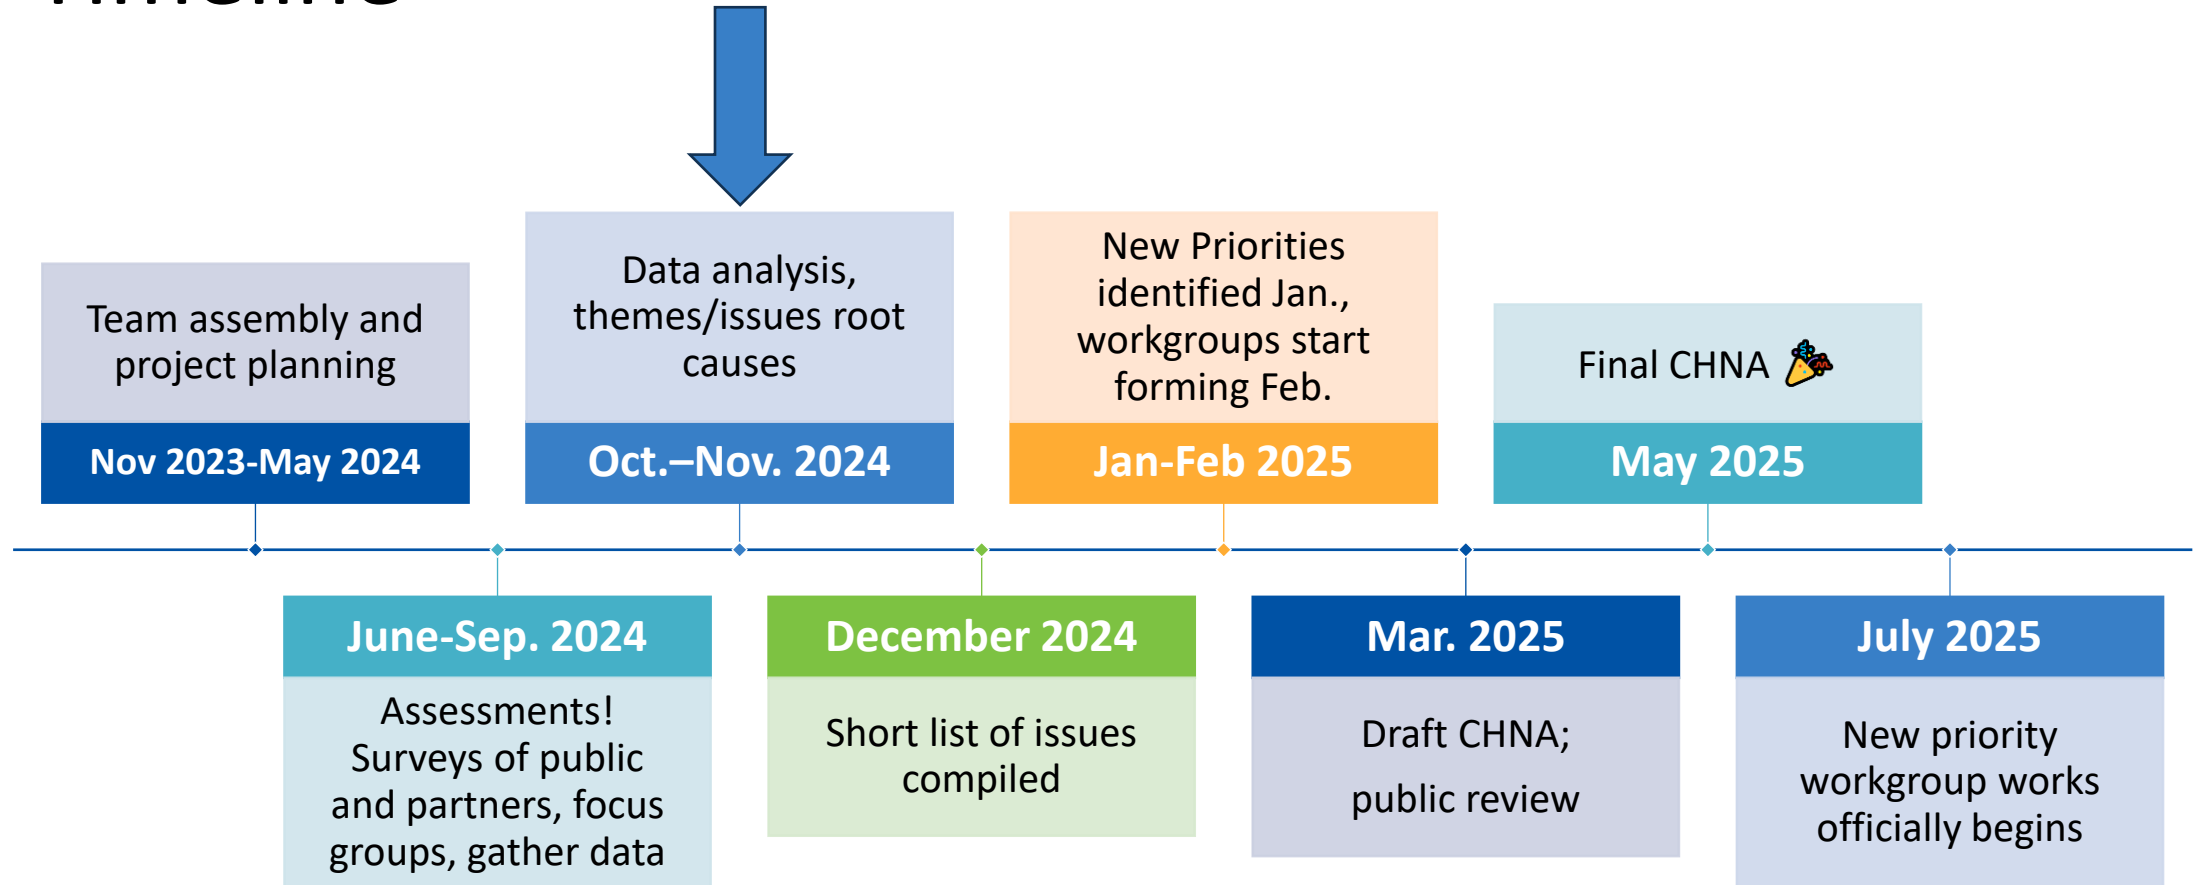 Timeline
Team assembly and
project planning
Nov 2023-May 2024
June-Sep. 2024
Assessments!
Surveys of public
and partners, focus
groups, gather data
Data analysis,
themes/issues root
causes
Oct.–Nov. 2024
December 2024
Short list of issues
compiled
New Priorities
identified Jan.,
workgroups start
forming Feb.
Jan-Feb 2025
Mar. 2025
Draft CHNA;
public review
Final CHNA 🎉
May 2025
July 2025
New priority
workgroup works
officially begins